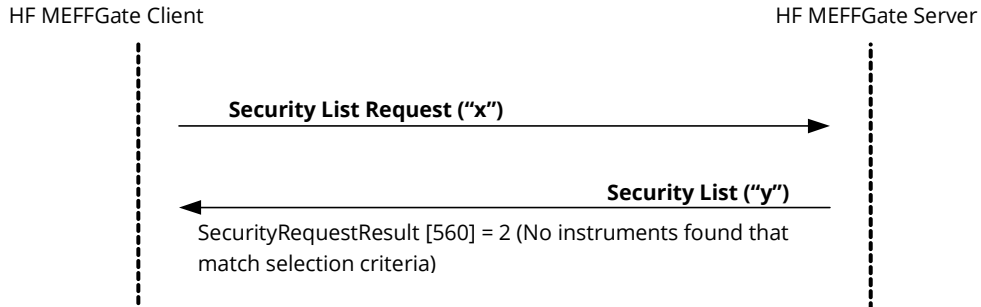 HF MEFFGate Client
HF MEFFGate Server
Security List Request (“x”)
Security List (“y”)
SecurityRequestResult [560] = 2 (No instruments found that
match selection criteria)